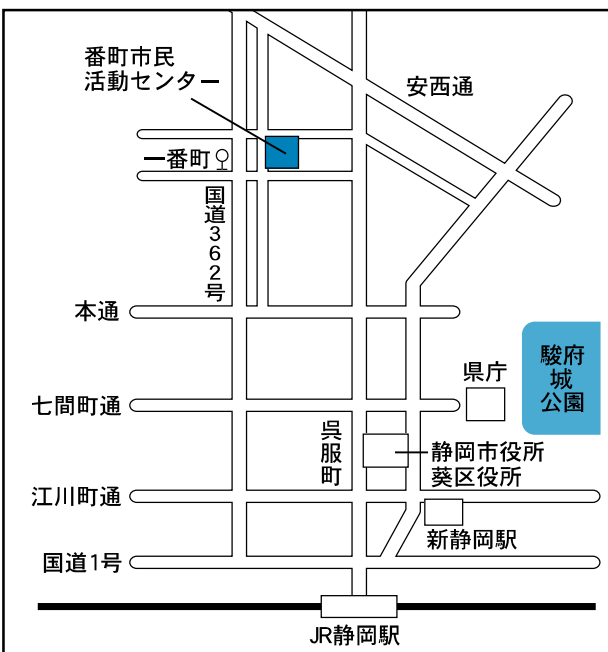 番町市民
活動センター
安西通
一番町
国道362号
本通
県庁
駿府
城
公園
七間町通
呉服町
静岡市役所
葵区役所
江川町通
新静岡駅
国道1号
JR静岡駅